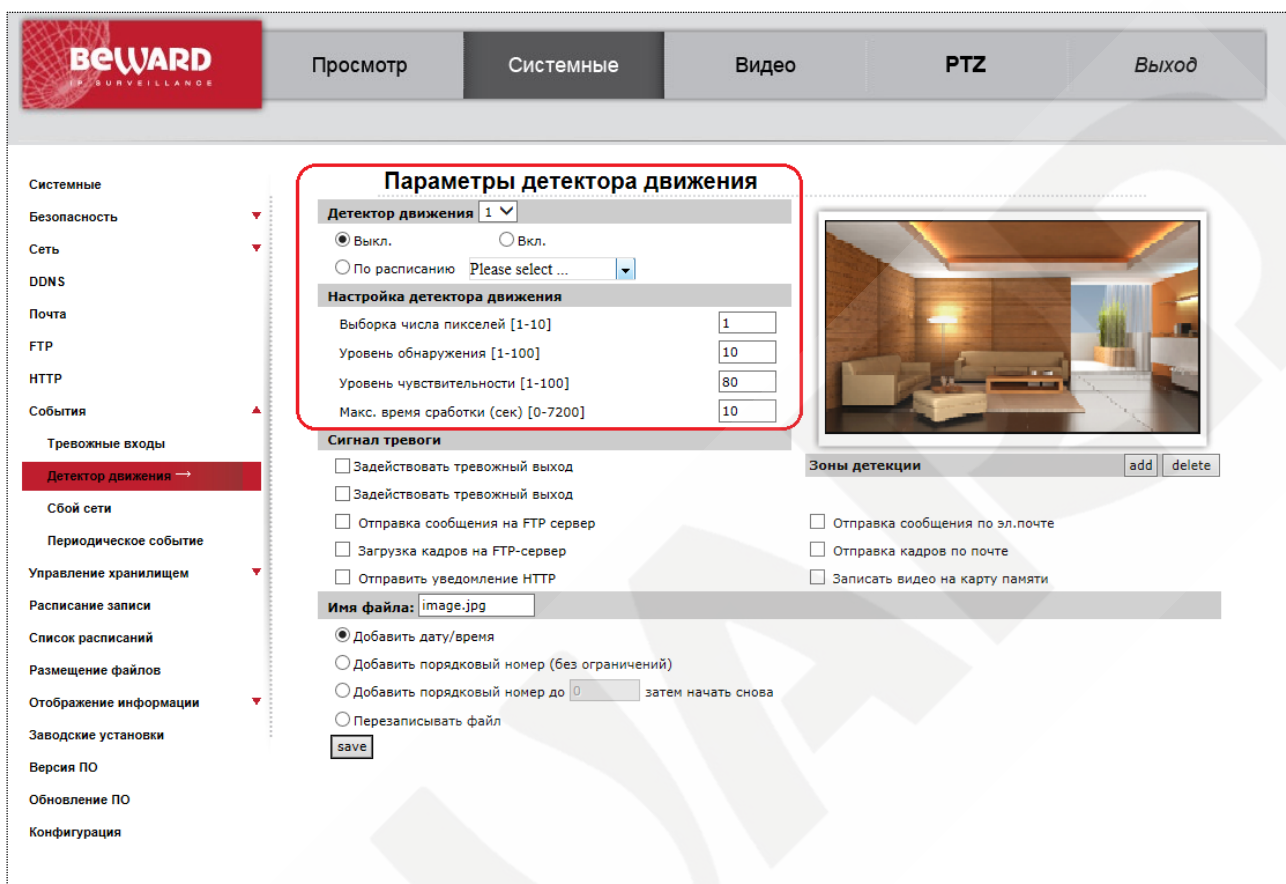 BEWARD
IP SURVEILLANCE
Просмотр
Системные
Видео
PTZ
Выход
Системные
Безопасность
Сеть
DDNS
Почта
FTP
HTTP
События
Тревожные входы
Детектор движения →
Сбой сети
Периодическое событие
Управление хранилищем
Расписание записи
Список расписаний
Размещение файлов
Отображение информации
Заводские установки
Версия ПО
Обновление ПО
Конфигурация
Параметры детектора движения
Детектор движения 1
Выкл. Вкл.
По расписанию Please select ...
Настройка детектора движения
Выборка числа пикселей [1-10] 1
Уровень обнаружения [1-100] 10
Уровень чувствительности [1-100] 80
Макс. время сработки (сек) [0-7200] 10
Сигнал тревоги
Зоны детекции add delete
Задействовать тревожный выход
Задействовать тревожный выход
Отправка сообщения на FTP сервер Отправка сообщения по эл.почте
Загрузка кадров на FTP-сервер Отправка кадров по почте
Отправить уведомление HTTP Записать видео на карту памяти
Имя файла: image.jpg
Добавить дату/время
Добавить порядковый номер (без ограничений)
Добавить порядковый номер до 0 затем начать снова
Перезаписывать файл
save